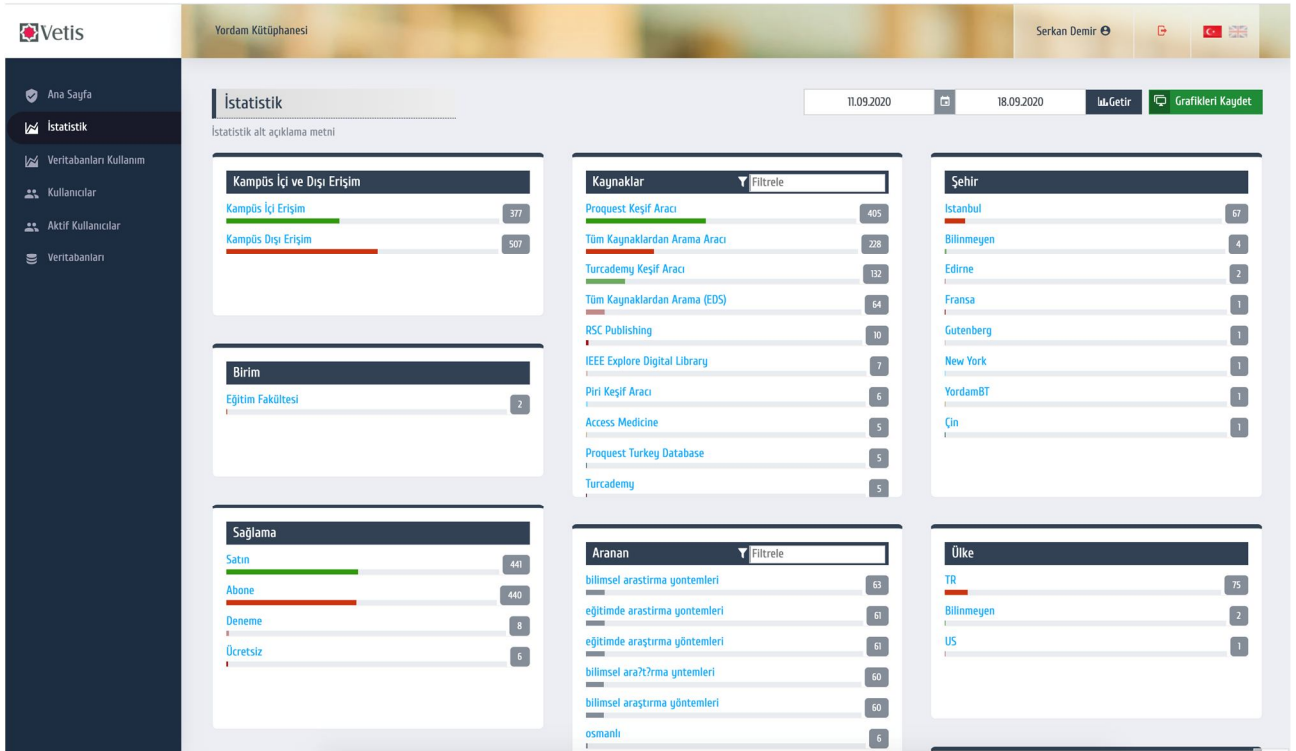 Vetis
Yordam Kütüphanesi
Serkan Demir
Ana Sayfa
İstatistik
Veritabanları Kullanım
Kullanıcılar
Aktif Kullanıcılar
Veritabanları
İstatistik
11.09.2020
18.09.2020
Getir
Grafikleri Kaydet
İstatistik alt açıklama metni
Kampüs İçi ve Dışı Erişim
Kampüs İçi Erişim 377
Kampüs Dışı Erişim 507
Birim
Eğitim Fakültesi 2
Sağlama
Satın 441
Abone 440
Deneme 8
Ücretsiz 6
Kaynaklar Filtrele
Proquest Keşif Aracı 405
Tüm Kaynaklardan Arama Aracı 228
Turcademy Keşif Aracı 132
Tüm Kaynaklardan Arama (EDS) 64
RSC Publishing 10
IEEE Explore Digital Library 7
Piri Keşif Aracı 6
Access Medicine 5
Proquest Turkey Database 5
Turcademy 5
Aranan Filtrele
bilimsel arastirma yontemleri 63
eğitimde arastirma yontemleri 61
eğitimde araştırma yöntemleri 61
bilimsel ara?t?rma yntemleri 60
bilimsel araştırma yöntemleri 60
osmanlı 6
Şehir
Istanbul 67
Bilinmeyen 4
Edirne 2
Fransa 1
Gutenberg 1
New York 1
YordamBT 1
Çin 1
Ülke
TR 75
Bilinmeyen 2
US 1